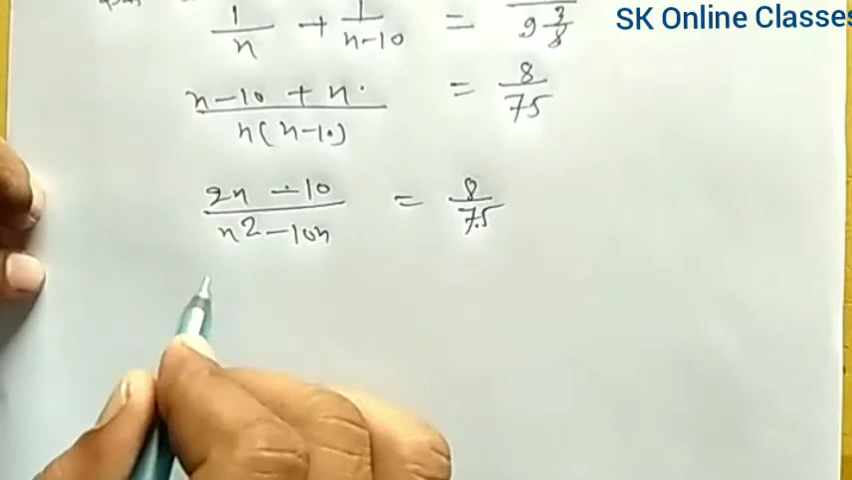 SK Online Classes
1/n + 1/(n-10) = 1/(9 3/8)
(n-10 + n)/(n(n-10)) = 8/75
(2n - 10)/(n² - 10n) = 8/75